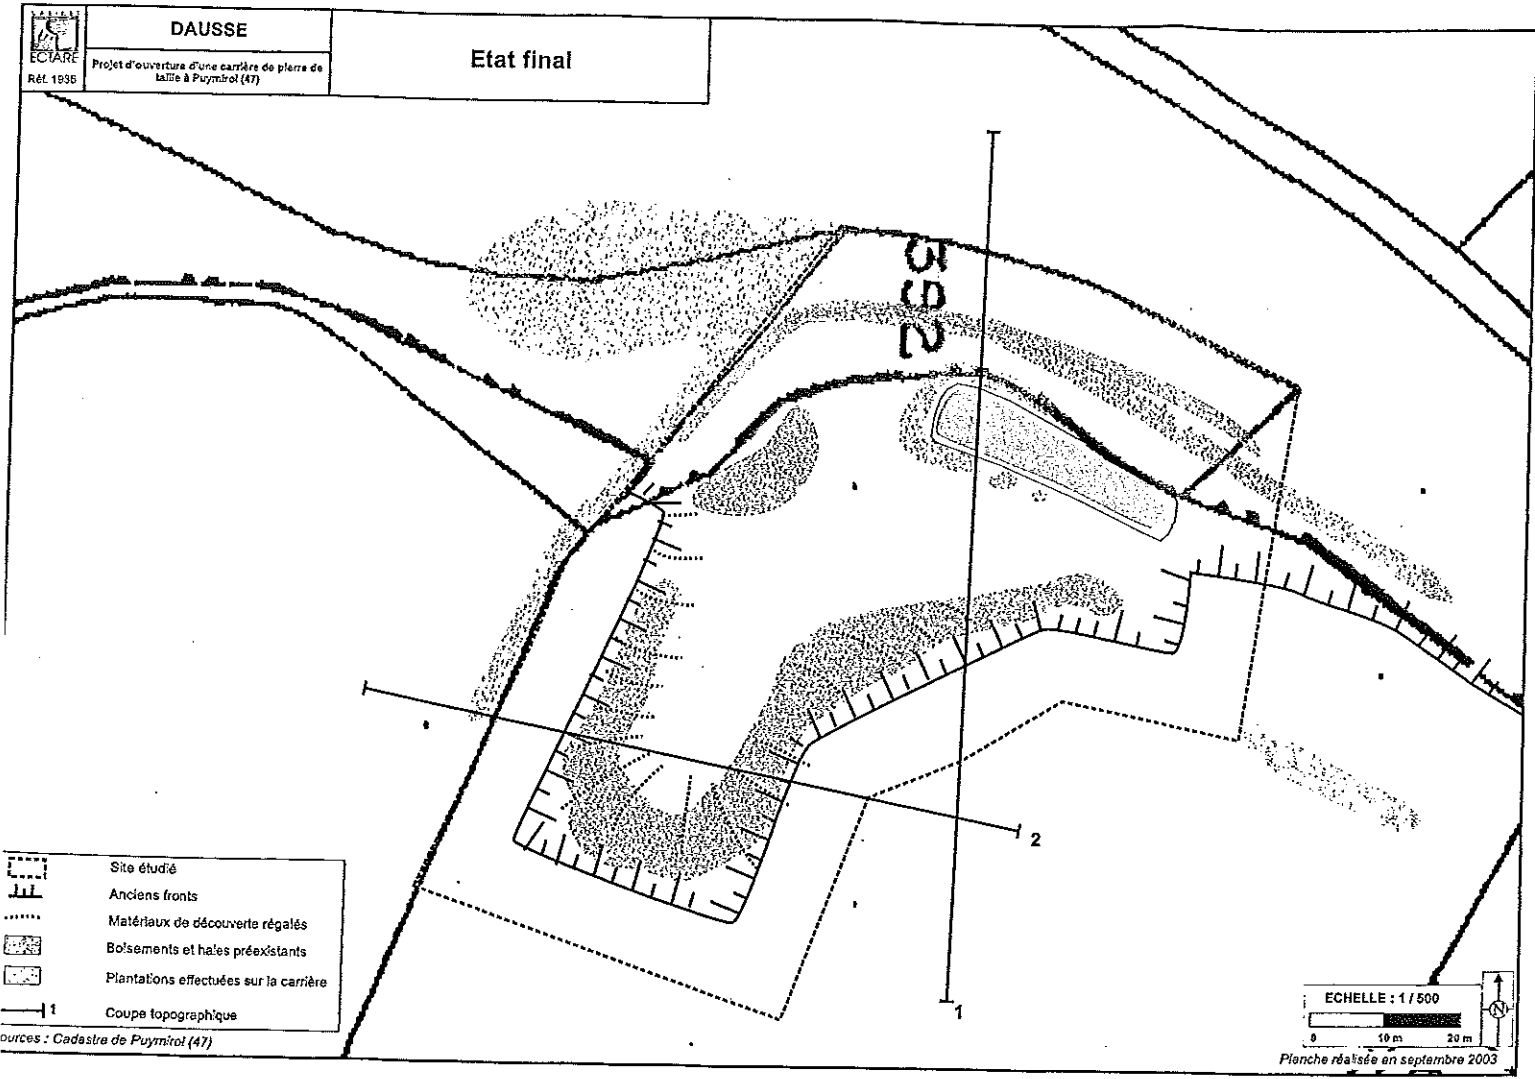 ECTARE
Réf. 1935
DAUSSE
Projet d'ouverture d'une carrière de pierre de
taille à Puymirol (47)
Etat final
392
2
1
Site étudié
Anciens fronts
Matériaux de découverte régalés
Boisements et haies préexistants
Plantations effectuées sur la carrière
1
Coupe topographique
ources : Cadastre de Puymirol (47)
ECHELLE : 1 / 500
0 10 m 20 m
N
Planche réalisée en septembre 2003